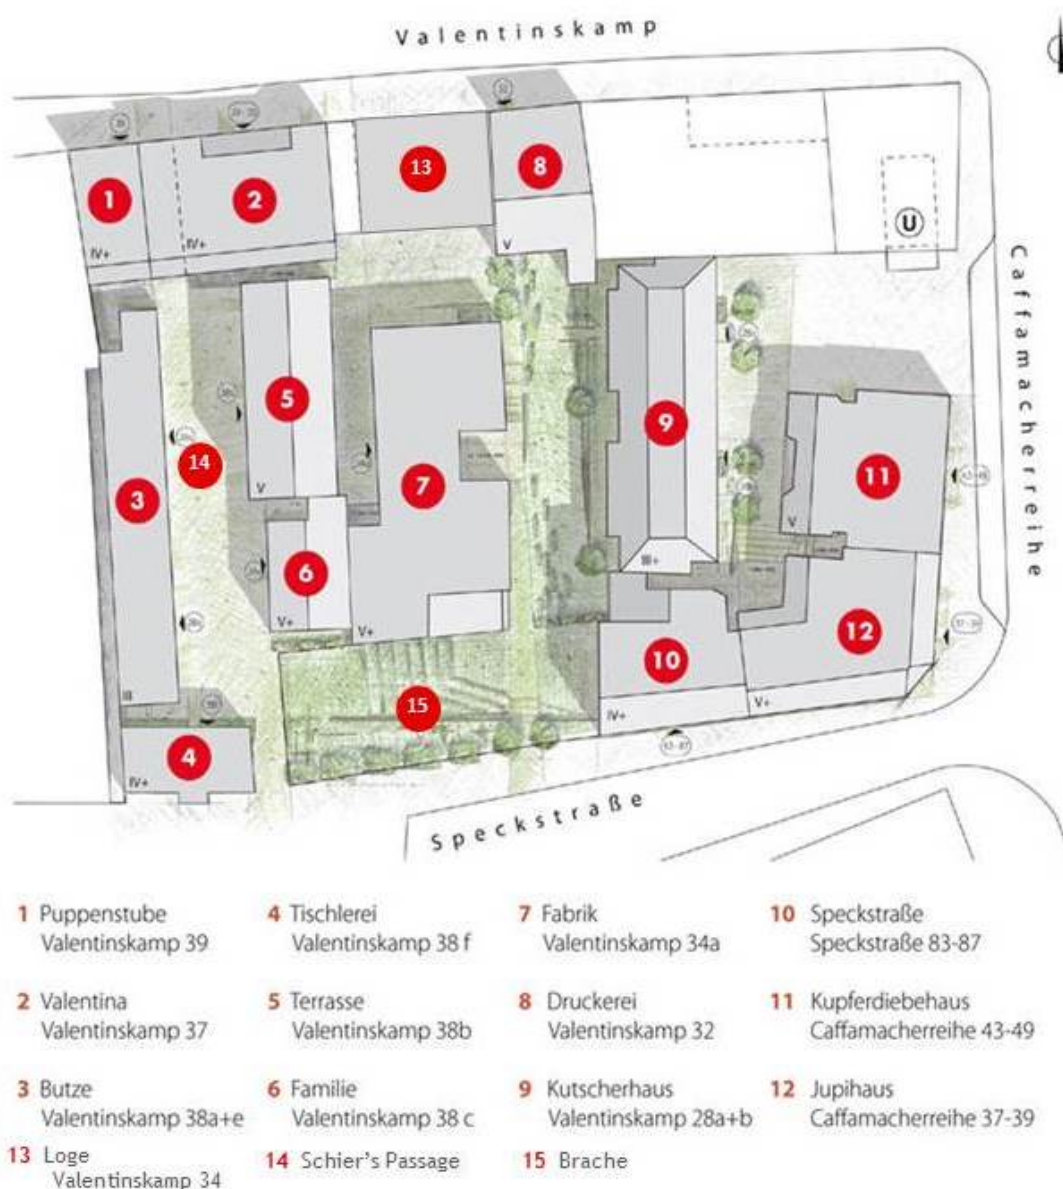 Valentinskamp
13
8
1
2
IV+
IV+
V
U
Caffamacherreihe
5
9
14
3
7
11
V
V
6
III+
V+
V+
12
10
15
III
V+
IV+
4
IV+
Speckstraße
1 Puppenstube
Valentinskamp 39
2 Valentina
Valentinskamp 37
3 Butze
Valentinskamp 38a+e
13 Loge
Valentinskamp 34
4 Tischlerei
Valentinskamp 38 f
5 Terrasse
Valentinskamp 38b
6 Familie
Valentinskamp 38 c
14 Schier's Passage
7 Fabrik
Valentinskamp 34a
8 Druckerei
Valentinskamp 32
9 Kutscherhaus
Valentinskamp 28a+b
15 Brache
10 Speckstraße
Speckstraße 83-87
11 Kupferdiebehaus
Caffamacherreihe 43-49
12 Jupihaus
Caffamacherreihe 37-39